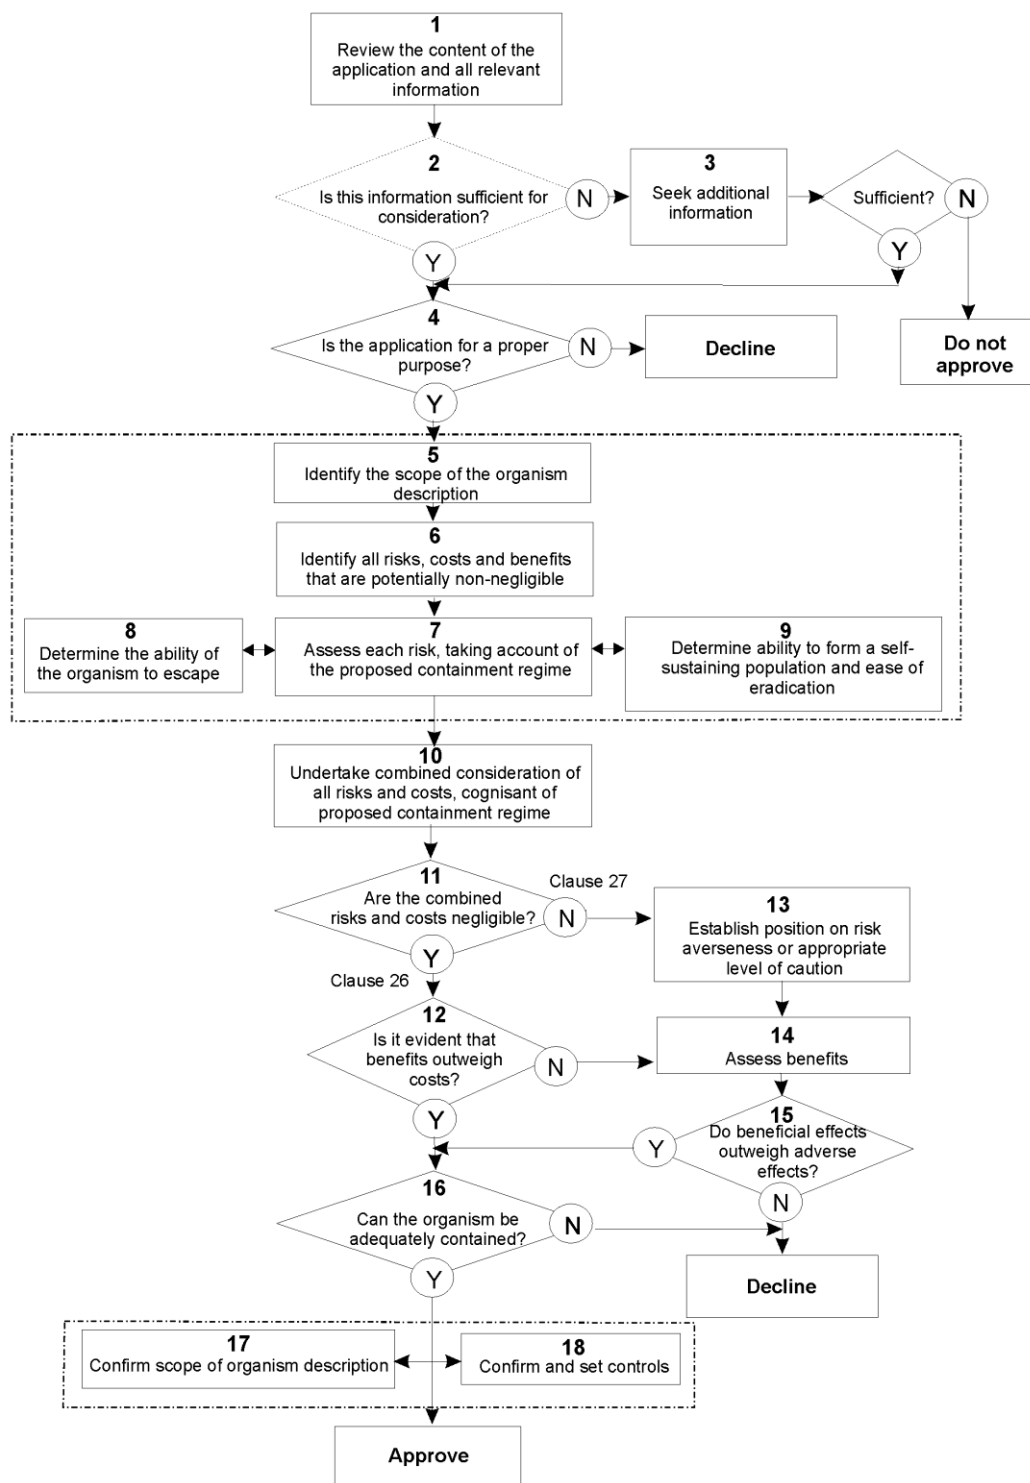 1
Review the content of the
application and all relevant
information
2
Is this information sufficient for
consideration?
N
Y
3
Seek additional
information
Sufficient?
N
Y
Do not
approve
4
Is the application for a proper
purpose?
N
Y
Decline
5
Identify the scope of the organism
description
6
Identify all risks, costs and benefits
that are potentially non-negligible
8
Determine the ability of
the organism to escape
7
Assess each risk, taking account
of the proposed containment regime
9
Determine ability to form a self-
sustaining population and ease of
eradication
10
Undertake combined consideration of
all risks and costs, cognisant of
proposed containment regime
11
Are the combined
risks and costs negligible?
N
Clause 27
Y
Clause 26
13
Establish position on risk
averseness or appropriate
level of caution
12
Is it evident that
benefits outweigh
costs?
N
Y
14
Assess benefits
15
Do beneficial effects
outweigh adverse
effects?
Y
N
16
Can the organism be
adequately contained?
N
Y
Decline
17
Confirm scope of organism description
18
Confirm and set controls
Approve